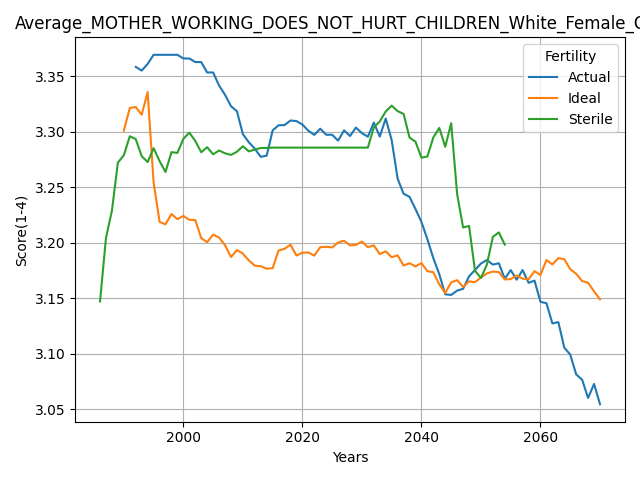 Average_MOTHER_WORKING_DOES_NOT_HURT_CHILDREN_White_Female_
Fertility
Actual
Ideal
Sterile
Score(1-4)
3.35
3.30
3.25
3.20
3.15
3.10
3.05
2000 2020 2040 2060
Years